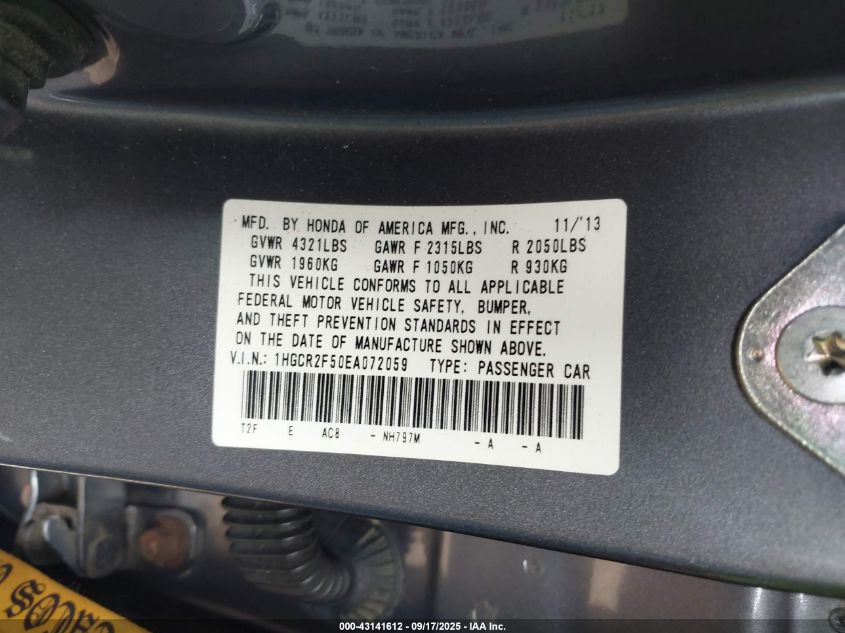 MFD. BY HONDA OF AMERICA MFG., INC. 11/'13
GVWR 4321LBS GAWR F 2315LBS R 2050LBS
GVWR 1960KG GAWR F 1050KG R 930KG
THIS VEHICLE CONFORMS TO ALL APPLICABLE
FEDERAL MOTOR VEHICLE SAFETY, BUMPER,
AND THEFT PREVENTION STANDARDS IN EFFECT
ON THE DATE OF MANUFACTURE SHOWN ABOVE.
V.I.N.: 1HGCR2F50EA072059 TYPE: PASSENGER CAR
T2F E AC8 - NH797M - A - A
000-43141612 - 09/17/2025 - IAA Inc.